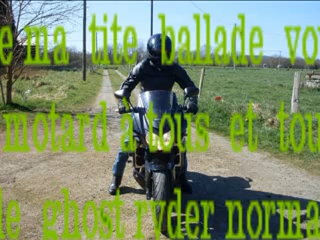 e ma tite ballade vo
motard a tous et tou
le ghost ryder norma